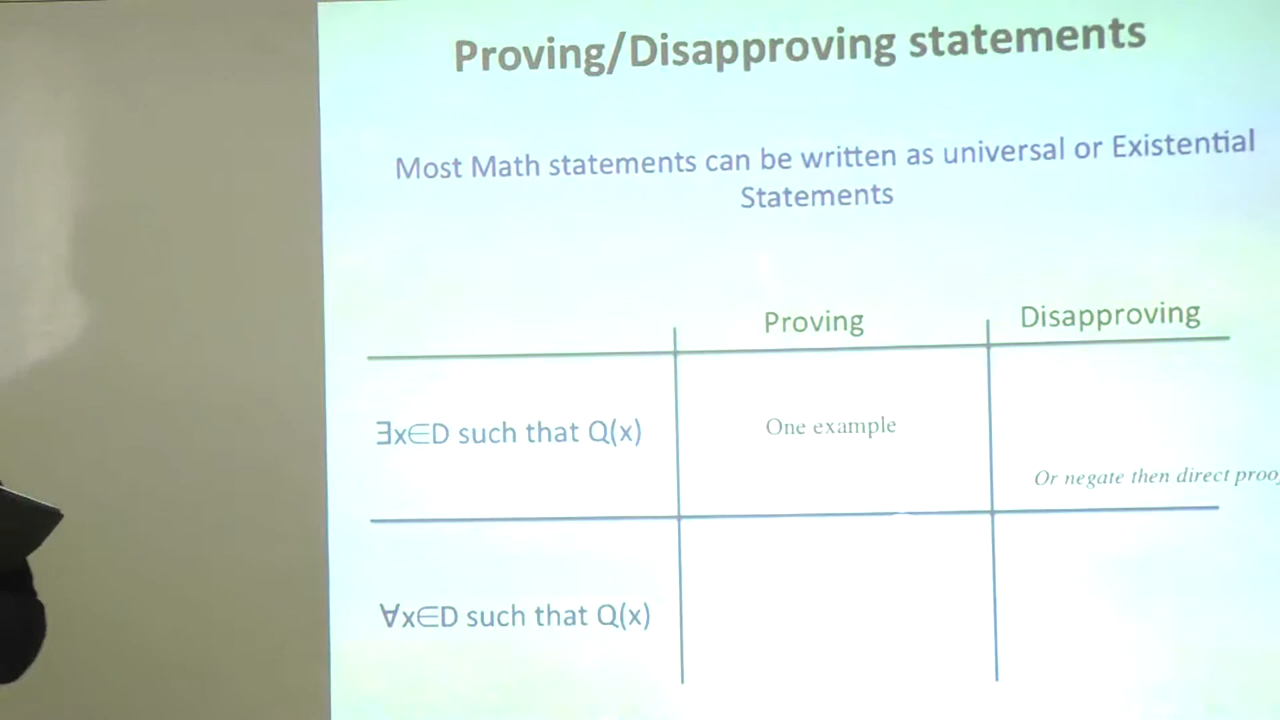 Proving/Disapproving statements
Most Math statements can be written as universal or Existential
Statements
Proving
Disapproving
∃x∈D such that Q(x)
One example
Or negate then direct
∀x∈D such that Q(x)